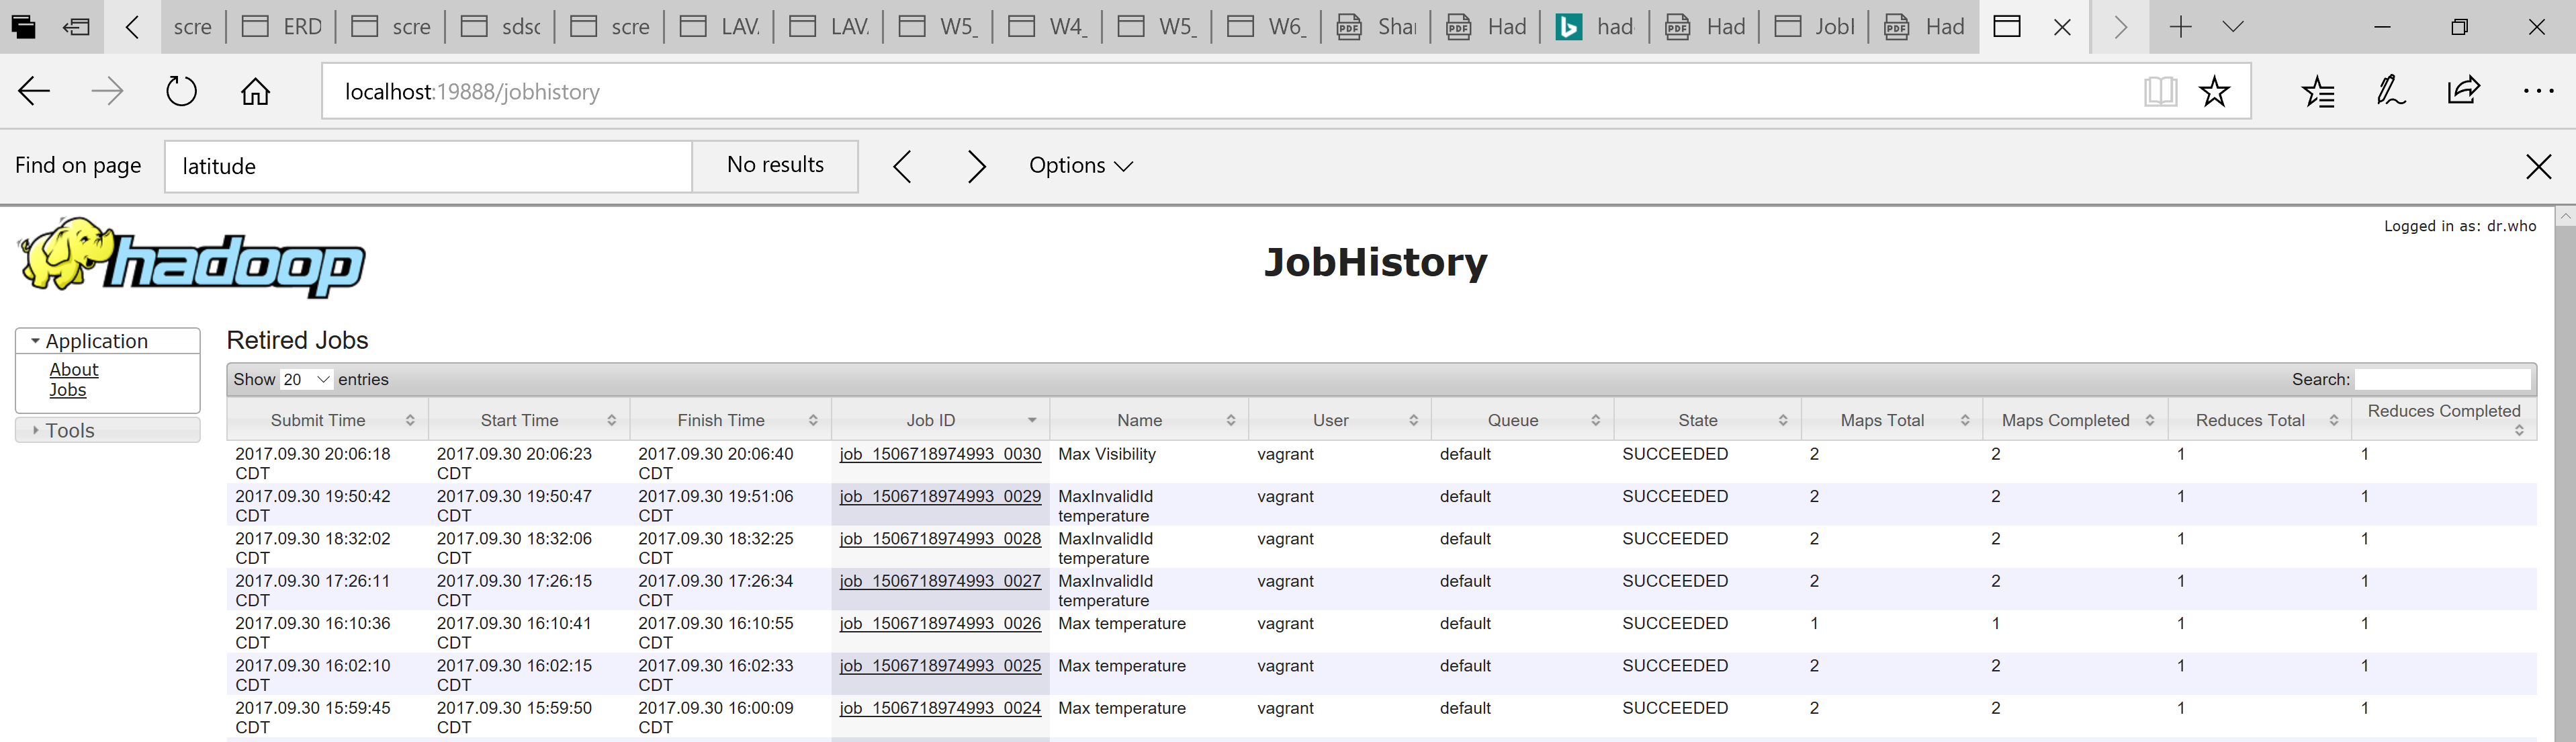 scre ERD scre sdsc scre LAV LAV W5_ W4_ W5_ W6_ Shar Had had Had JobI Had
localhost:19888/jobhistory
Find on page latitude No results Options
Logged in as: dr.who
hadoop
JobHistory
Application
About
Jobs
Tools
Retired Jobs
Show 20 entries Search:
Submit Time Start Time Finish Time Job ID Name User Queue State Maps Total Maps Completed Reduces Total Reduces Completed
2017.09.30 20:06:18 2017.09.30 20:06:23 2017.09.30 20:06:40 job_1506718974993_0030 Max Visibility vagrant default SUCCEEDED 2 2 1 1
CDT CDT CDT
2017.09.30 19:50:42 2017.09.30 19:50:47 2017.09.30 19:51:06 job_1506718974993_0029 MaxInvalidId vagrant default SUCCEEDED 2 2 1 1
CDT CDT CDT temperature
2017.09.30 18:32:02 2017.09.30 18:32:06 2017.09.30 18:32:25 job_1506718974993_0028 MaxInvalidId vagrant default SUCCEEDED 2 2 1 1
CDT CDT CDT temperature
2017.09.30 17:26:11 2017.09.30 17:26:15 2017.09.30 17:26:34 job_1506718974993_0027 MaxInvalidId vagrant default SUCCEEDED 2 2 1 1
CDT CDT CDT temperature
2017.09.30 16:10:36 2017.09.30 16:10:41 2017.09.30 16:10:55 job_1506718974993_0026 Max temperature vagrant default SUCCEEDED 1 1 1 1
CDT CDT CDT
2017.09.30 16:02:10 2017.09.30 16:02:15 2017.09.30 16:02:33 job_1506718974993_0025 Max temperature vagrant default SUCCEEDED 2 2 1 1
CDT CDT CDT
2017.09.30 15:59:45 2017.09.30 15:59:50 2017.09.30 16:00:09 job_1506718974993_0024 Max temperature vagrant default SUCCEEDED 2 2 1 1
CDT CDT CDT